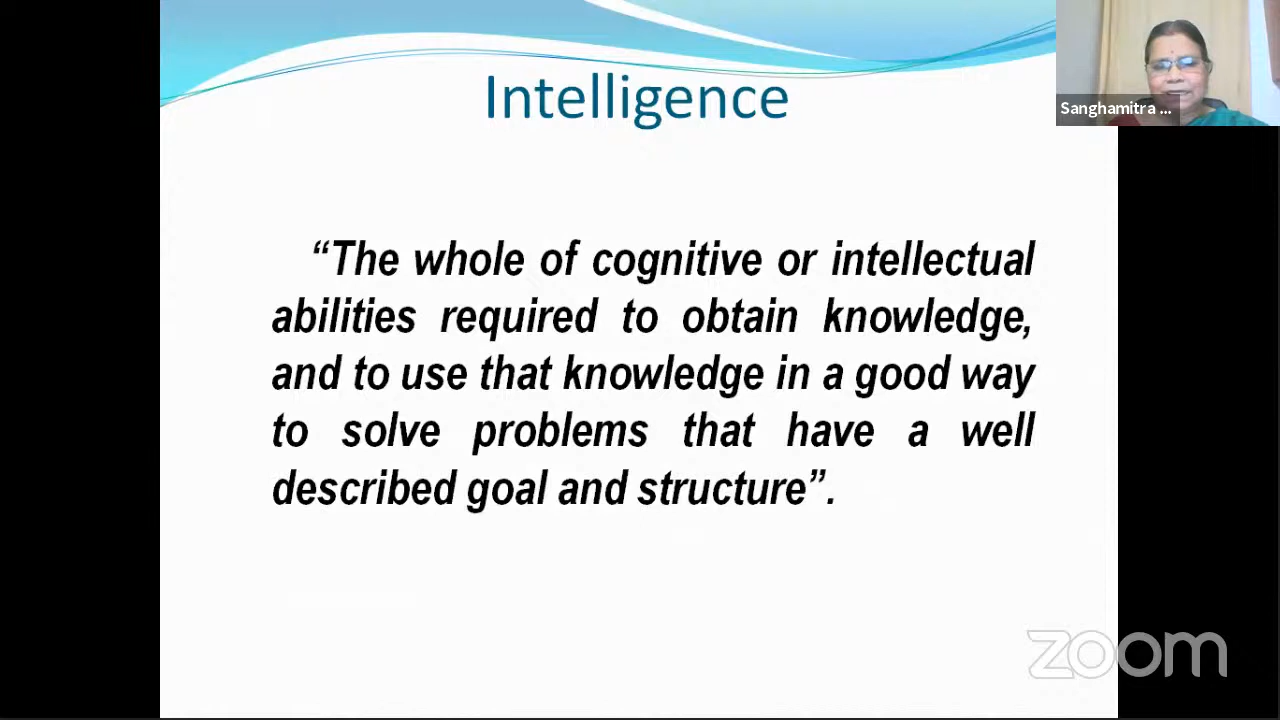 Intelligence
Sanghamitra ...
“The whole of cognitive or intellectual
abilities required to obtain knowledge,
and to use that knowledge in a good way
to solve problems that have a well
described goal and structure”.
zoom